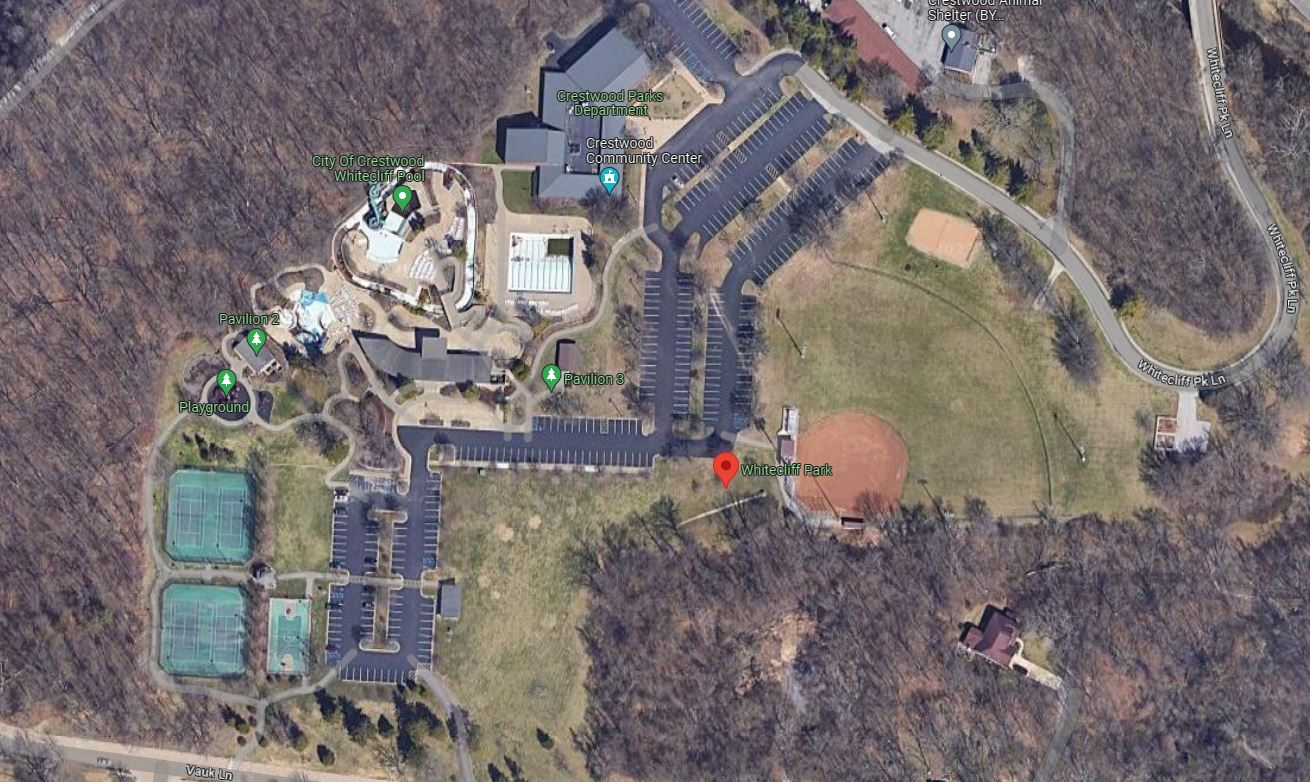 Crestwood Animal
Shelter (BY...
Whitecliff Pk Ln
Crestwood Parks
Department
Crestwood
Community Center
City Of Crestwood
Whitecliff Pool
Whitecliff Pk Ln
Pavilion 2
Pavilion 3
Whitecliff Pk Ln
Playground
Whitecliff Park
Vauk Ln